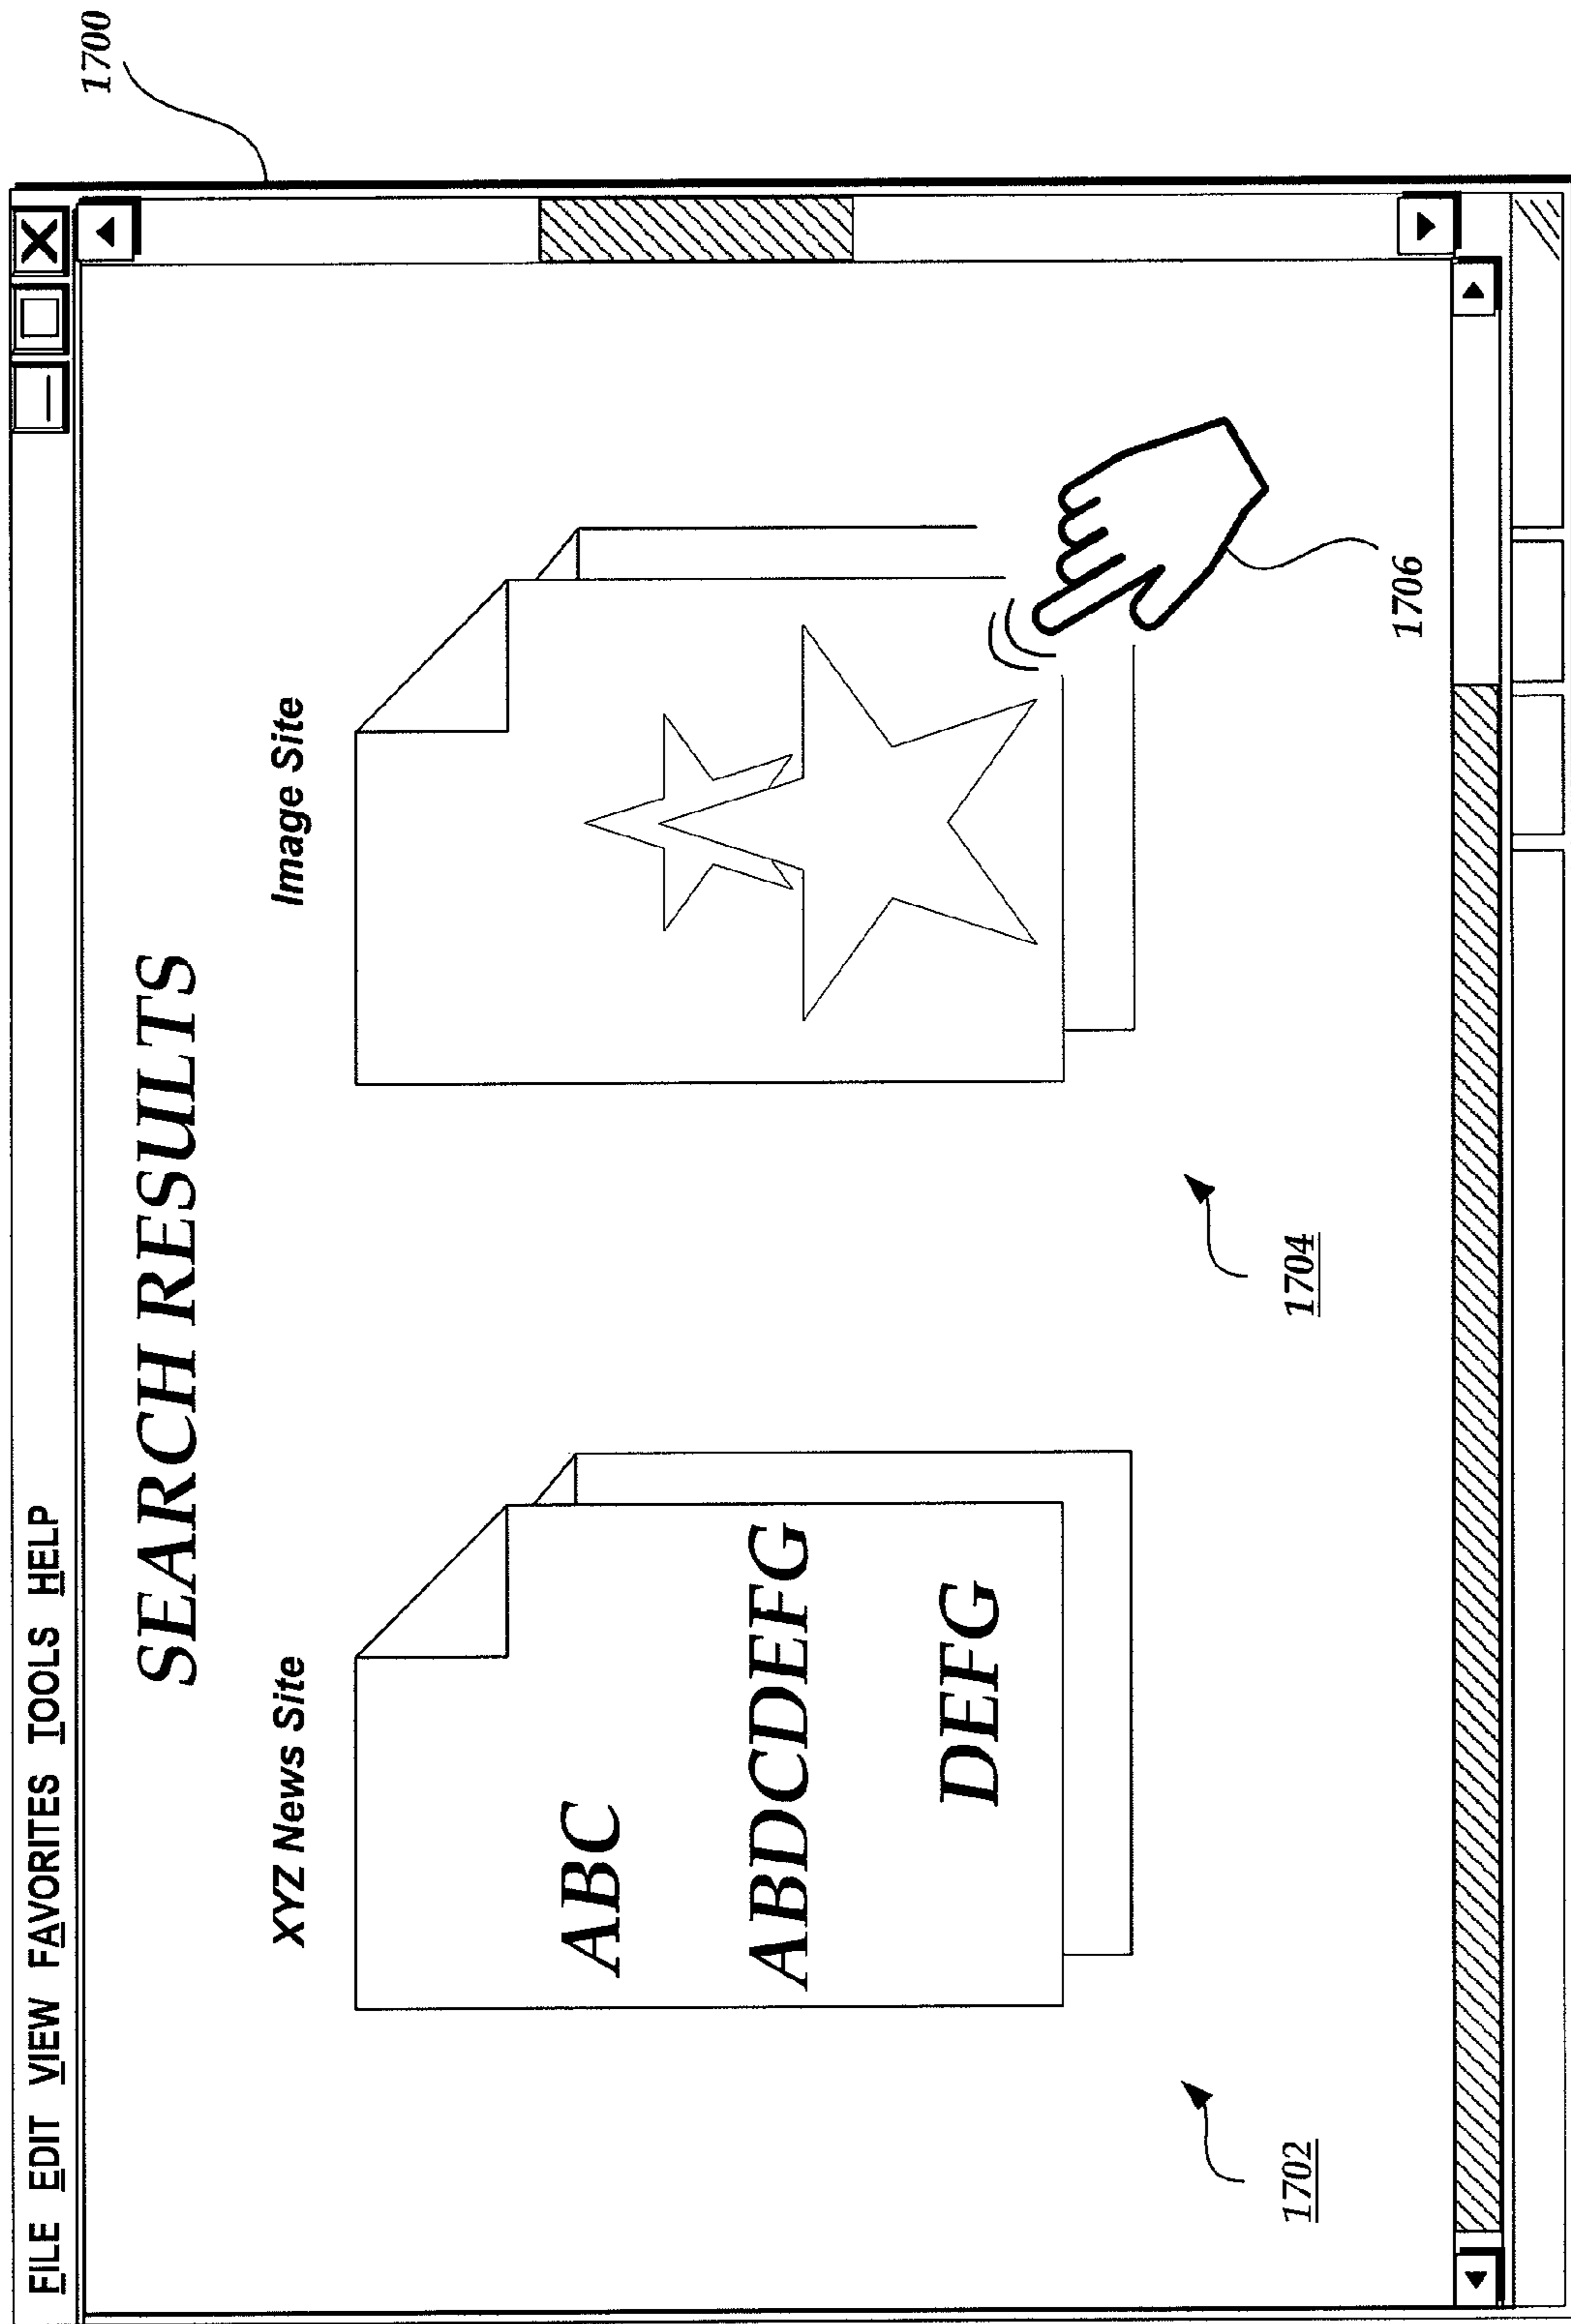 1700
FILE EDIT VIEW FAVORITES TOOLS HELP
SEARCH RESULTS
XYZ News Site
Image Site
ABC
ABDCDEFG
DEFG
1706
1702
1704